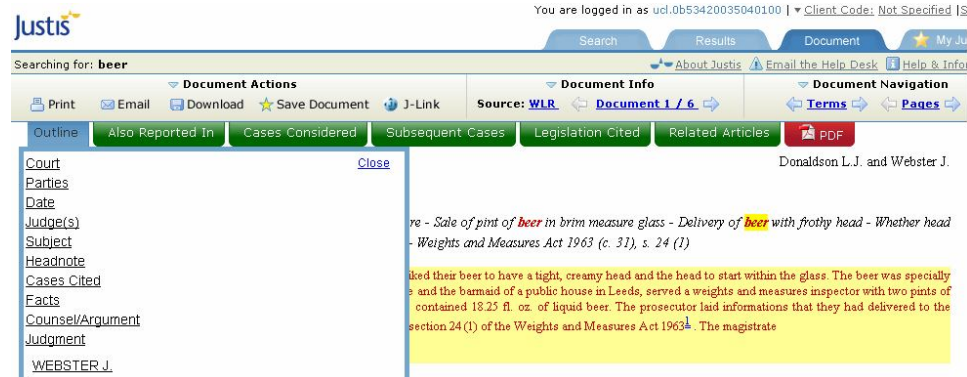 You are logged in as ucl.0b53420035040100 | ▼ Client Code: Not Specified | S
Justis
Search Results Document My Ju
Searching for: beer About Justis Email the Help Desk Help & Infor
Document Actions Document Info Document Navigation
Print Email Download Save Document J-Link Source: WLR Document 1 / 6 Terms Pages
Outline Also Reported In Cases Considered Subsequent Cases Legislation Cited Related Articles PDF
Court Close Donaldson L.J. and Webster J.
Parties
Date
Judge(s) re - Sale of pint of beer in brim measure glass - Delivery of beer with frothy head - Whether head
Subject - Weights and Measures Act 1963 (c. 31), s. 24 (1)
Headnote
Cases Cited iked their beer to have a tight, creamy head and the head to start within the glass. The beer was specially
Facts e and the barmaid of a public house in Leeds, served a weights and measures inspector with two pints of
contained 18.25 fl. oz. of liquid beer. The prosecutor laid informations that they had delivered to the
Counsel/Argument
Judgment section 24 (1) of the Weights and Measures Act 1963 1 . The magistrate
WEBSTER J.